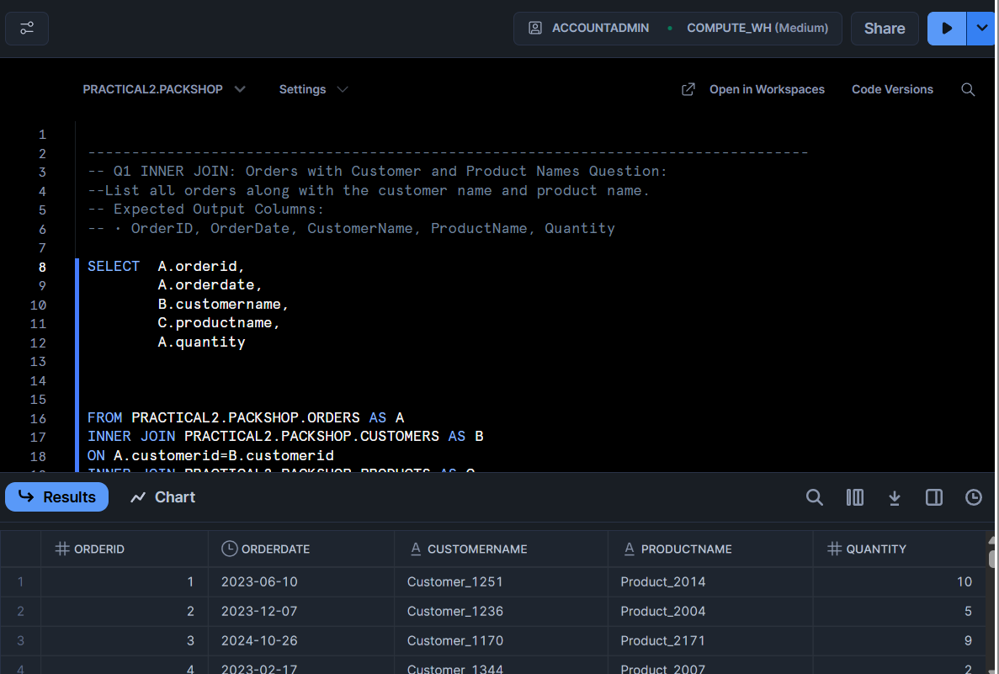 ACCOUNTADMIN • COMPUTE_WH (Medium) Share
PRACTICAL2.PACKSHOP Settings Open in Workspaces Code Versions
1
2 ----------------------------------------------------------------------------------
3 -- Q1 INNER JOIN: Orders with Customer and Product Names Question:
4 --List all orders along with the customer name and product name.
5 -- Expected Output Columns:
6 -- · OrderID, OrderDate, CustomerName, ProductName, Quantity
7
8 SELECT  A.orderid,
9         A.orderdate,
10         B.customername,
11         C.productname,
12         A.quantity
13
14
15
16 FROM PRACTICAL2.PACKSHOP.ORDERS AS A
17 INNER JOIN PRACTICAL2.PACKSHOP.CUSTOMERS AS B
18 ON A.customerid=B.customerid
INNER JOIN PRACTICAL2.PACKSHOP.PRODUCTS AS C
Results Chart
ORDERID ORDERDATE CUSTOMERNAME PRODUCTNAME QUANTITY
1 1 2023-06-10 Customer_1251 Product_2014 10
2 2 2023-12-07 Customer_1236 Product_2004 5
3 3 2024-10-26 Customer_1170 Product_2171 9
4 4 2023-02-17 Customer_1344 Product_2007 2